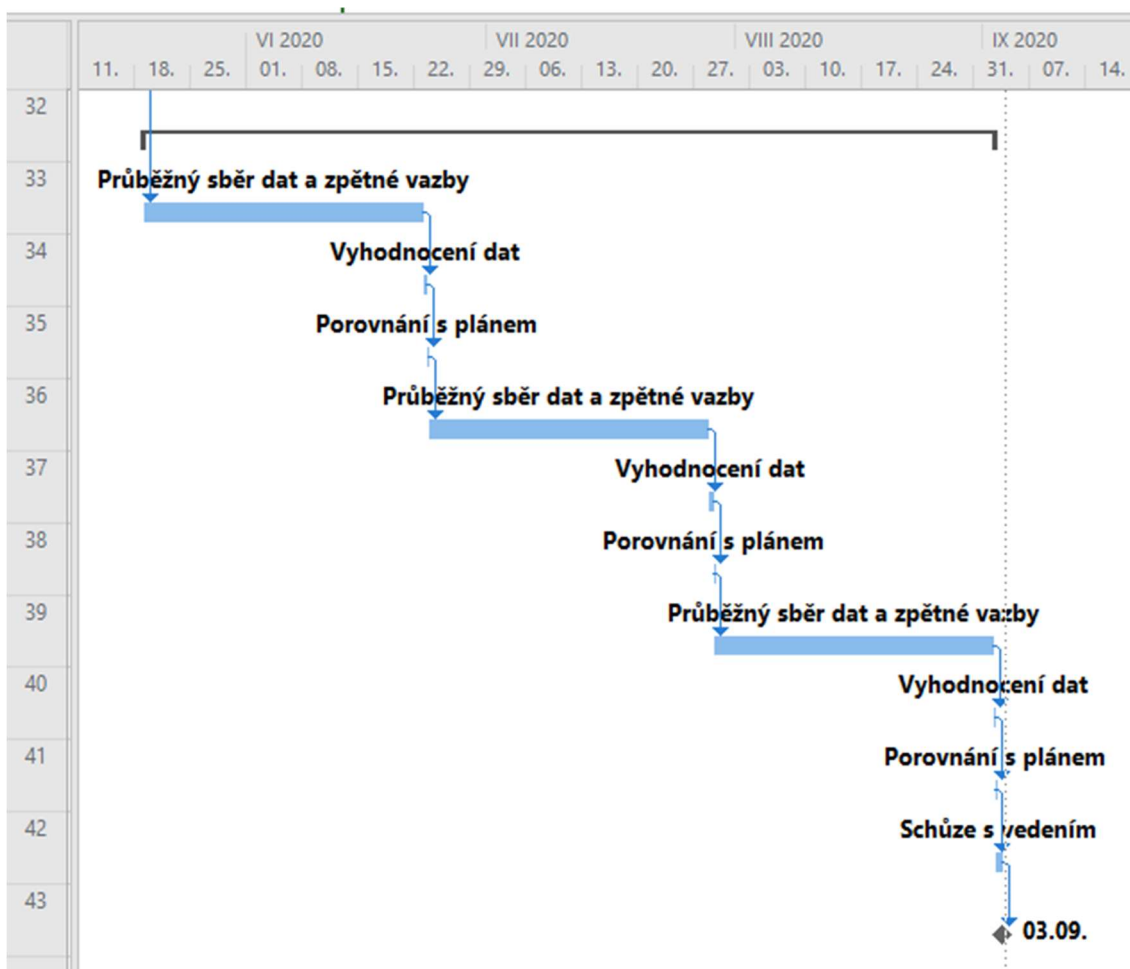 VI 2020 VII 2020 VIII 2020 IX 2020
11. 18. 25. 01. 08. 15. 22. 29. 06. 13. 20. 27. 03. 10. 17. 24. 31. 07. 14.
32
33 Průběžný sběr dat a zpětné vazby
34 Vyhodnocení dat
35 Porovnání s plánem
36 Průběžný sběr dat a zpětné vazby
37 Vyhodnocení dat
38 Porovnání s plánem
39 Průběžný sběr dat a zpětné vazby
40 Vyhodnocení dat
41 Porovnání s plánem
42 Schůze s vedením
43
03.09.